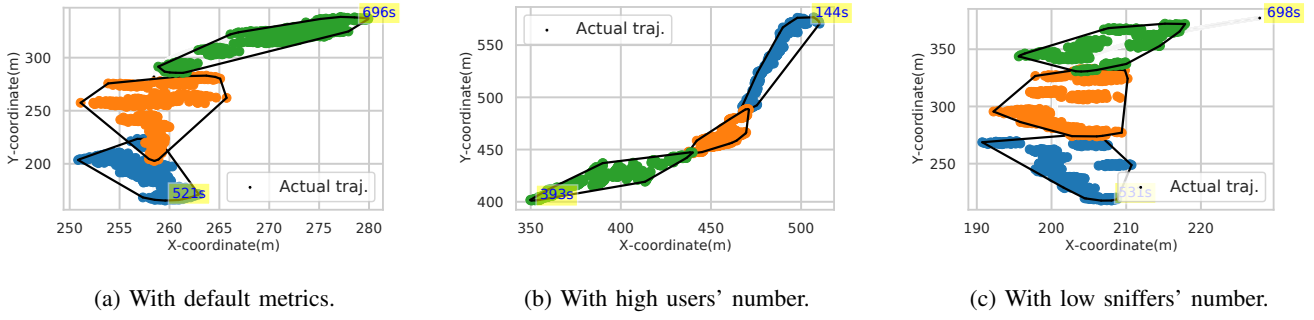 696s
Y-coordinate(m)
300
250
200
521s
Actual traj.
250
255
260
265
270
275
280
X-coordinate(m)
(a) With default metrics.
144s
Actual traj.
Y-coordinate(m)
550
500
450
400
393s
350
400
450
500
X-coordinate(m)
(b) With high users' number.
698s
Y-coordinate(m)
350
300
250
531s
Actual traj.
190
200
210
220
X-coordinate(m)
(c) With low sniffers' number.